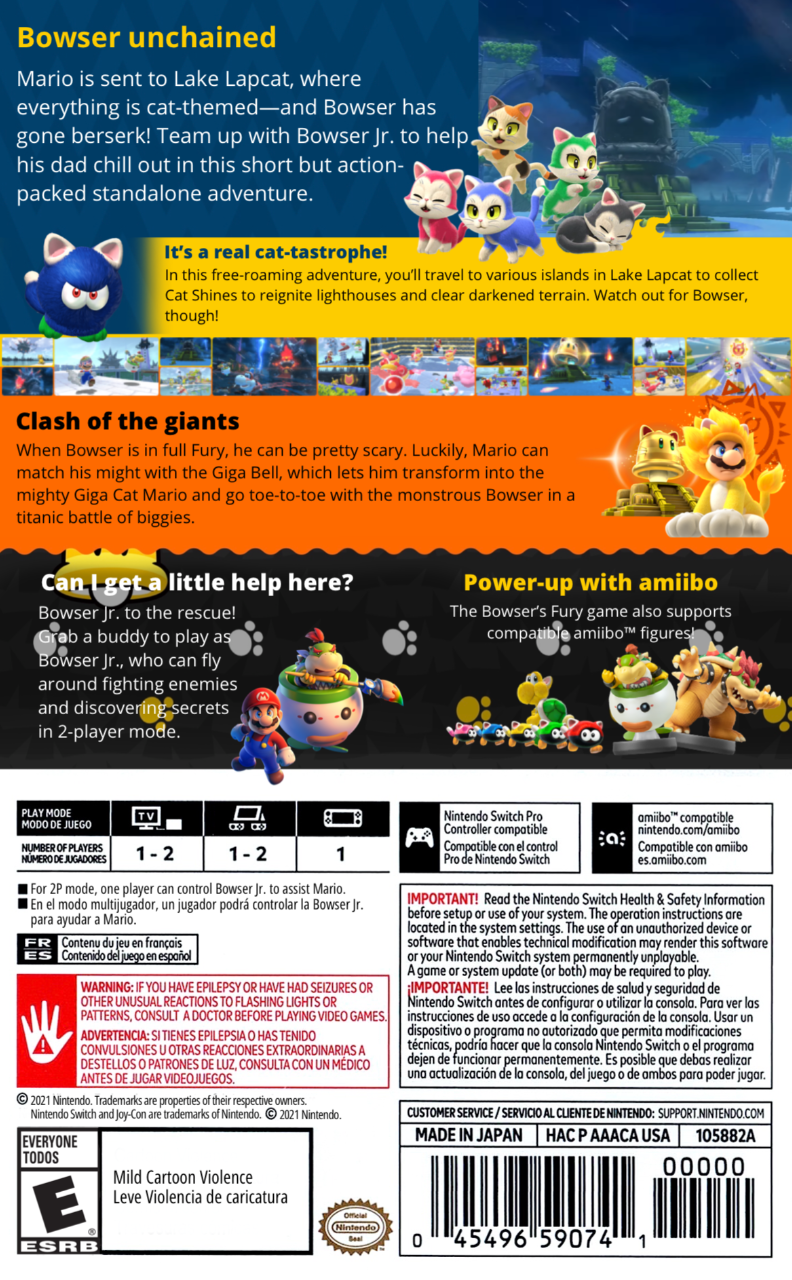 Bowser unchained
Mario is sent to Lake Lapcat, where
everything is cat-themed—and Bowser has
gone berserk! Team up with Bowser Jr. to help
his dad chill out in this short but action-
packed standalone adventure.
It's a real cat-tastrophe!
In this free-roaming adventure, you'll travel to various islands in Lake Lapcat to collect
Cat Shines to reignite lighthouses and clear darkened terrain. Watch out for Bowser,
though!
Clash of the giants
When Bowser is in full Fury, he can be pretty scary. Luckily, Mario can
match his might with the Giga Bell, which lets him transform into the
mighty Giga Cat Mario and go toe-to-toe with the monstrous Bowser in a
titanic battle of biggies.
Can I get a little help here?
Bowser Jr. to the rescue!
Grab a buddy to play as
Bowser Jr., who can fly
around fighting enemies
and discovering secrets
in 2-player mode.
Power-up with amiibo
The Bowser's Fury game also supports
compatible amiibo™ figures!
PLAY MODE
MODO DE JUEGO
TV
NUMBER OF PLAYERS
NÚMERO DE JUGADORES
1 - 2
1 - 2
1
■ For 2P mode, one player can control Bowser Jr. to assist Mario.
■ En el modo multijugador, un jugador podrá controlar la Bowser Jr.
para ayudar a Mario.
FR Contenu du jeu en français
ES Contenido del juego en español
WARNING: IF YOU HAVE EPILEPSY OR HAVE HAD SEIZURES OR
OTHER UNUSUAL REACTIONS TO FLASHING LIGHTS OR
PATTERNS, CONSULT A DOCTOR BEFORE PLAYING VIDEO GAMES.
ADVERTENCIA: SI TIENES EPILEPSIA O HAS TENIDO
CONVULSIONES U OTRAS REACCIONES EXTRAORDINARIAS A
DESTELLOS O PATRONES DE LUZ, CONSULTA CON UN MÉDICO
ANTES DE JUGAR VIDEOJUEGOS.
© 2021 Nintendo. Trademarks are properties of their respective owners.
Nintendo Switch and Joy-Con are trademarks of Nintendo. © 2021 Nintendo.
EVERYONE
TODOS
E
®
ESRB
Mild Cartoon Violence
Leve Violencia de caricatura
Official
Nintendo
Seal
Nintendo Switch Pro
Controller compatible
Compatible con el control
Pro de Nintendo Switch
amiibo™ compatible
nintendo.com/amiibo
Compatible con amiibo
es.amiibo.com
IMPORTANT! Read the Nintendo Switch Health & Safety Information
before setup or use of your system. The operation instructions are
located in the system settings. The use of an unauthorized device or
software that enables technical modification may render this software
or your Nintendo Switch system permanently unplayable.
A game or system update (or both) may be required to play.
¡IMPORTANTE! Lee las instrucciones de salud y seguridad de
Nintendo Switch antes de configurar o utilizar la consola. Para ver las
instrucciones de uso accede a la configuración de la consola. Usar un
dispositivo o programa no autorizado que permita modificaciones
técnicas, podría hacer que la consola Nintendo Switch o el programa
dejen de funcionar permanentemente. Es posible que debas realizar
una actualización de la consola, del juego o de ambos para poder jugar.
CUSTOMER SERVICE / SERVICIO AL CLIENTE DE NINTENDO: SUPPORT.NINTENDO.COM
MADE IN JAPAN HAC P AAACA USA 105882A
00000
0 45496 59074 1